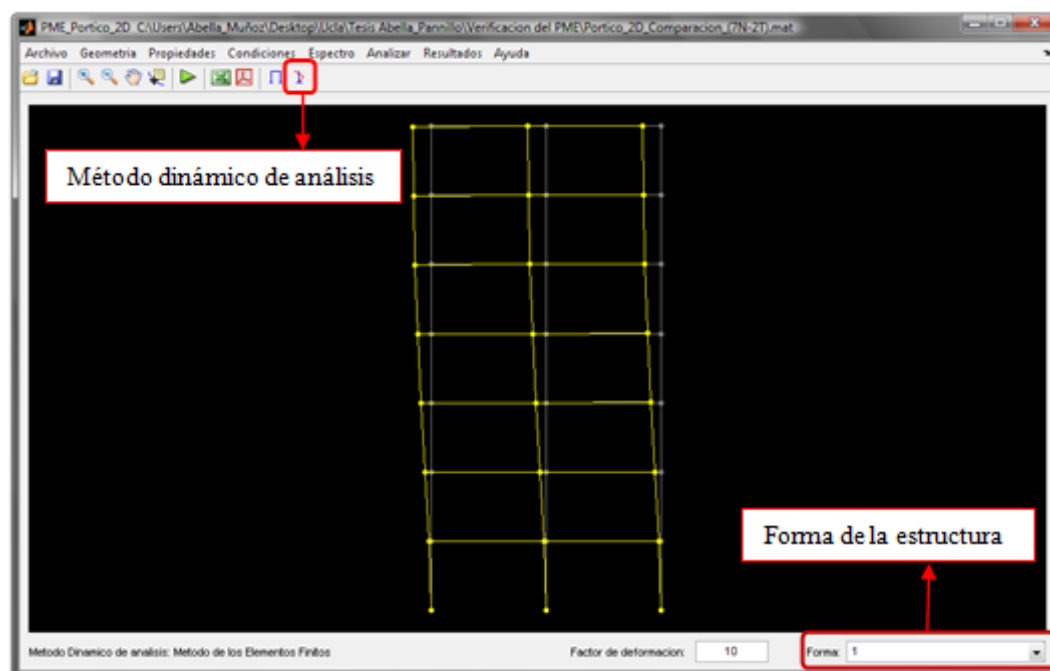 PME_Portico_2D C:\Users\Abella_Muñoz\Desktop\Ucla\Tesis Abella_Pannillo\Verificacion del PME\Portico_2D_Comparacion_(7N-2T).mat
Archivo Geometria Propiedades Condiciones Espectro Analizar Resultados Ayuda
Método dinámico de análisis
Forma de la estructura
Metodo Dinamico de analisis: Metodo de los Elementos Finitos Factor de deformacion: 10 Forma: 1